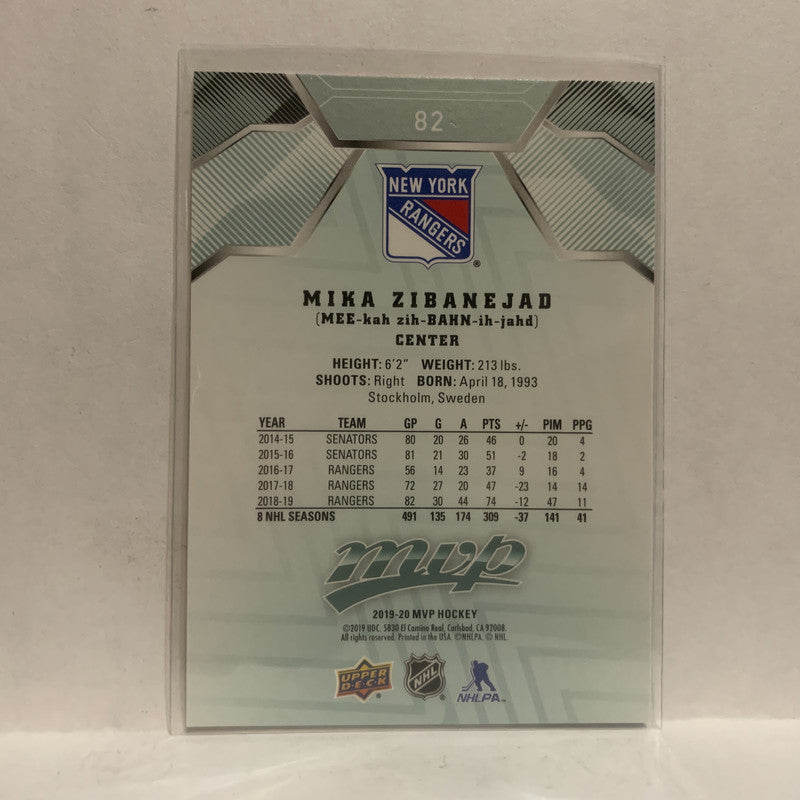 82
NEW YORK
RANGERS
®
MIKA ZIBANEJAD
(MEE-kah zih-BAHN-ih-jahd)
CENTER
HEIGHT: 6'2" WEIGHT: 213 lbs.
SHOOTS: Right BORN: April 18, 1993
Stockholm, Sweden
YEAR TEAM GP G A PTS +/- PIM PPG
2014-15 SENATORS 80 20 26 46 0 20 4
2015-16 SENATORS 81 21 30 51 -2 18 2
2016-17 RANGERS 56 14 23 37 9 16 4
2017-18 RANGERS 72 27 20 47 -23 14 14
2018-19 RANGERS 82 30 44 74 -12 47 11
8 NHL SEASONS 491 135 174 309 -37 141 41
mvp
2019-20 MVP HOCKEY
©2019 UDC. 5830 El Camino Real, Carlsbad, CA 92008.
All rights reserved. Printed in the USA. ©NHLPA. © NHL.
UPPER DECK ® NHL ® NHLPA™